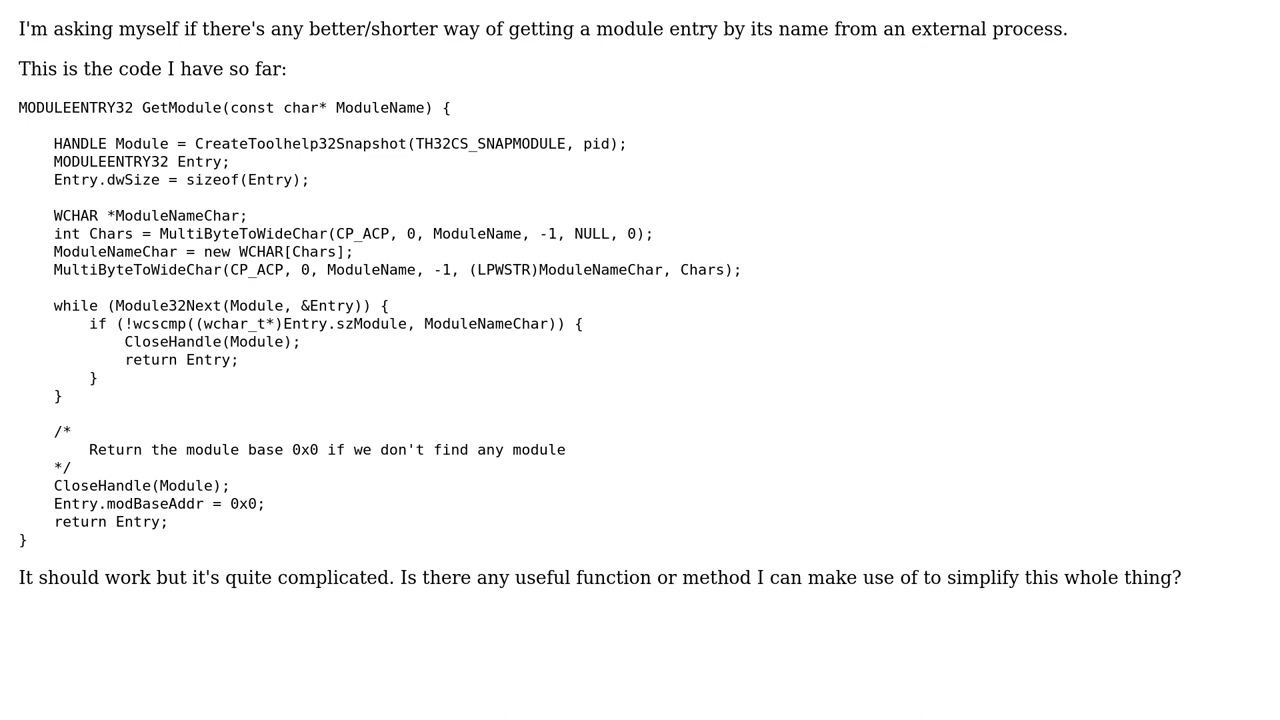 I'm asking myself if there's any better/shorter way of getting a module entry by its name from an external process.
This is the code I have so far:
MODULEENTRY32 GetModule(const char* ModuleName) {
    HANDLE Module = CreateToolhelp32Snapshot(TH32CS_SNAPMODULE, pid);
    MODULEENTRY32 Entry;
    Entry.dwSize = sizeof(Entry);
    WCHAR *ModuleNameChar;
    int Chars = MultiByteToWideChar(CP_ACP, 0, ModuleName, -1, NULL, 0);
    ModuleNameChar = new WCHAR[Chars];
    MultiByteToWideChar(CP_ACP, 0, ModuleName, -1, (LPWSTR)ModuleNameChar, Chars);
    while (Module32Next(Module, &Entry)) {
        if (!wcscmp((wchar_t*)Entry.szModule, ModuleNameChar)) {
            CloseHandle(Module);
            return Entry;
        }
    }
    /*
        Return the module base 0x0 if we don't find any module
    */
    CloseHandle(Module);
    Entry.modBaseAddr = 0x0;
    return Entry;
}
It should work but it's quite complicated. Is there any useful function or method I can make use of to simplify this whole thing?